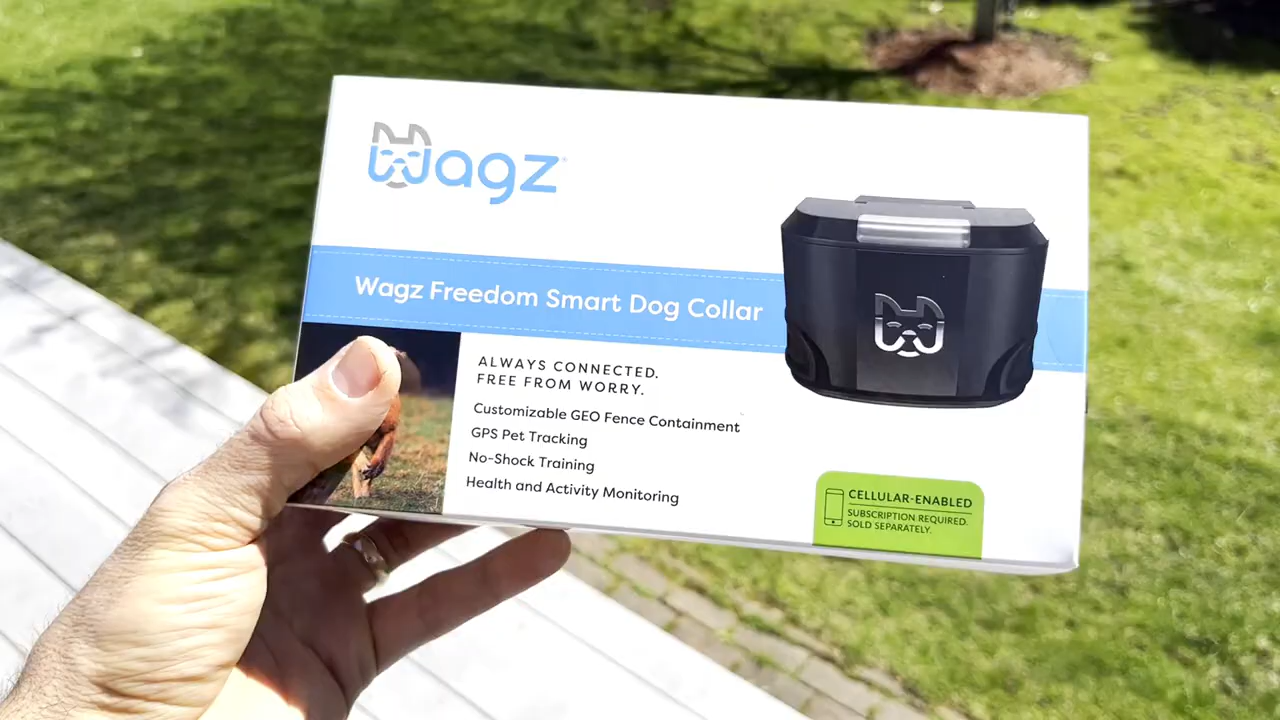 Wagz
Wagz Freedom Smart Dog Collar
ALWAYS CONNECTED.
FREE FROM WORRY.
Customizable GEO Fence Containment
GPS Pet Tracking
No-Shock Training
Health and Activity Monitoring
CELLULAR-ENABLED
SUBSCRIPTION REQUIRED.
SOLD SEPARATELY.